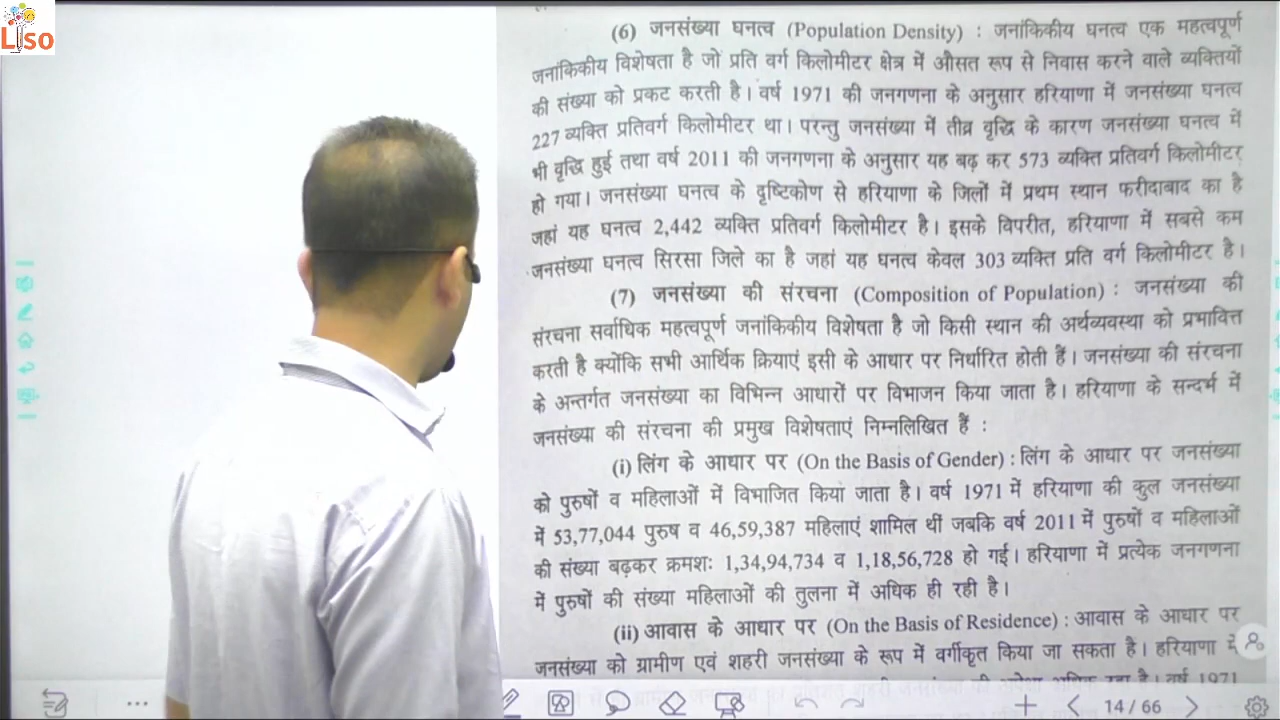 Liso
(6) जनसंख्या घनत्व (Population Density) : जनांकिकीय घनत्व एक महत्वपूर्ण
जनांकिकीय विशेषता है जो प्रति वर्ग किलोमीटर क्षेत्र में औसत रूप से निवास करने वाले व्यक्तियों
की संख्या को प्रकट करती है। वर्ष 1971 की जनगणना के अनुसार हरियाणा में जनसंख्या घनत्व
227 व्यक्ति प्रतिवर्ग किलोमीटर था। परन्तु जनसंख्या में तीव्र वृद्धि के कारण जनसंख्या घनत्व में
भी वृद्धि हुई तथा वर्ष 2011 की जनगणना के अनुसार यह बढ़ कर 573 व्यक्ति प्रतिवर्ग किलोमीटर
हो गया। जनसंख्या घनत्व के दृष्टिकोण से हरियाणा के जिलों में प्रथम स्थान फरीदाबाद का है
जहां यह घनत्व 2,442 व्यक्ति प्रतिवर्ग किलोमीटर है। इसके विपरीत, हरियाणा में सबसे कम
जनसंख्या घनत्व सिरसा जिले का है जहां यह घनत्व केवल 303 व्यक्ति प्रति वर्ग किलोमीटर है।
(7) जनसंख्या की संरचना (Composition of Population) : जनसंख्या की
संरचना सर्वाधिक महत्वपूर्ण जनांकिकीय विशेषता है जो किसी स्थान की अर्थव्यवस्था को प्रभावित
करती है क्योंकि सभी आर्थिक क्रियाएं इसी के आधार पर निर्धारित होती हैं। जनसंख्या की संरचना
के अन्तर्गत जनसंख्या का विभिन्न आधारों पर विभाजन किया जाता है। हरियाणा के सन्दर्भ में
जनसंख्या की संरचना की प्रमुख विशेषताएं निम्नलिखित हैं :
(i) लिंग के आधार पर (On the Basis of Gender) : लिंग के आधार पर जनसंख्या
को पुरुषों व महिलाओं में विभाजित किया जाता है। वर्ष 1971 में हरियाणा की कुल जनसंख्या
में 53,77,044 पुरुष व 46,59,387 महिलाएं शामिल थीं जबकि वर्ष 2011 में पुरुषों व महिलाओं
की संख्या बढ़कर क्रमशः 1,34,94,734 व 1,18,56,728 हो गई। हरियाणा में प्रत्येक जनगणना
में पुरुषों की संख्या महिलाओं की तुलना में अधिक ही रही है।
(ii) आवास के आधार पर (On the Basis of Residence) : आवास के आधार पर
जनसंख्या को ग्रामीण एवं शहरी जनसंख्या के रूप में वर्गीकृत किया जा सकता है। हरियाणा में
14 / 66